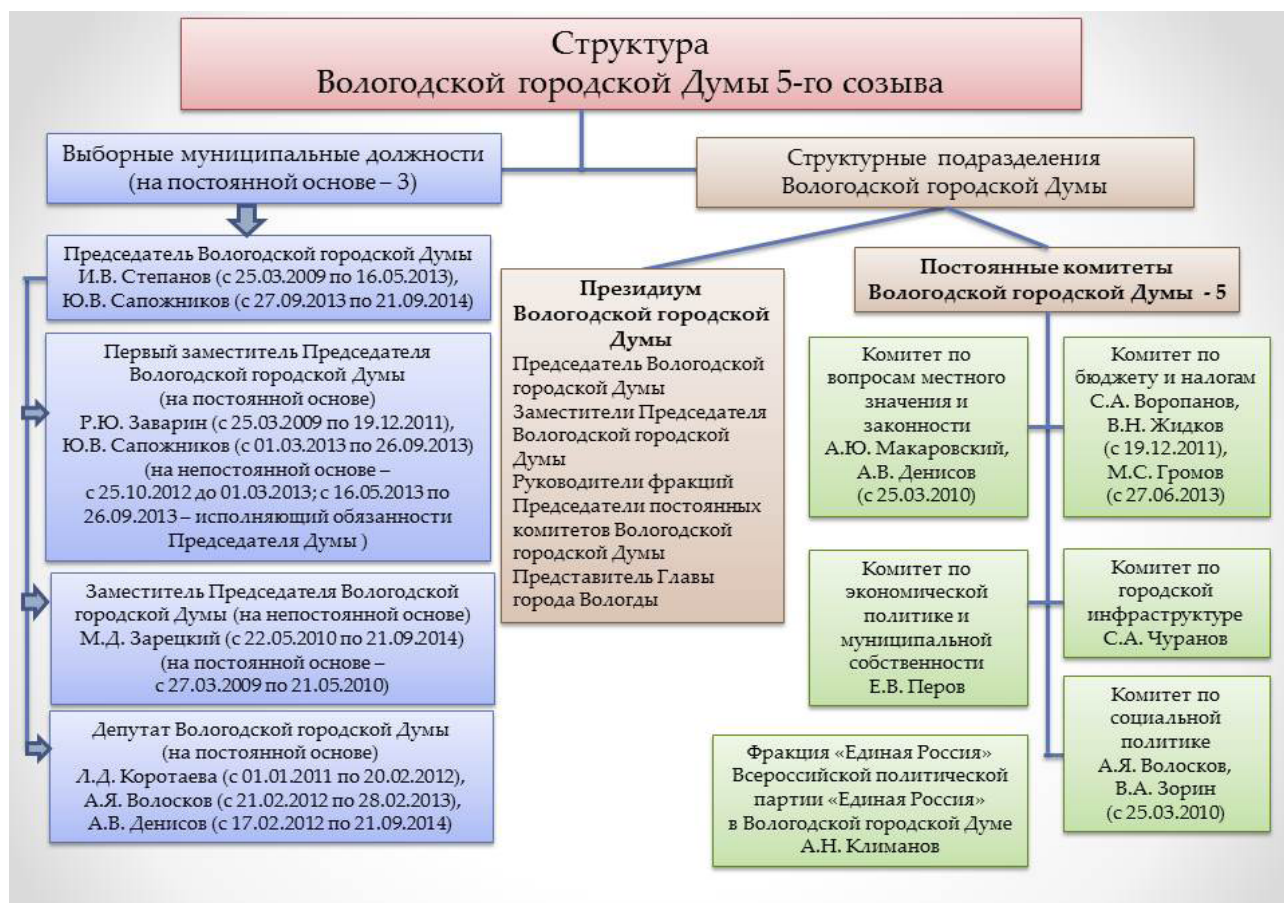 Структура
Вологодской городской Думы 5-го созыва
Выборные муниципальные должности
(на постоянной основе – 3)
Структурные подразделения
Вологодской городской Думы
Председатель Вологодской городской Думы
И.В. Степанов (с 25.03.2009 по 16.05.2013),
Ю.В. Сапожников (с 27.09.2013 по 21.09.2014)
Первый заместитель Председателя
Вологодской городской Думы
(на постоянной основе)
Р.Ю. Заварин (с 25.03.2009 по 19.12.2011),
Ю.В. Сапожников (с 01.03.2013 по 26.09.2013)
(на непостоянной основе –
с 25.10.2012 до 01.03.2013; с 16.05.2013 по
26.09.2013 – исполняющий обязанности
Председателя Думы )
Заместитель Председателя Вологодской
городской Думы (на непостоянной основе)
М.Д. Зарецкий (с 22.05.2010 по 21.09.2014)
(на постоянной основе –
с 27.03.2009 по 21.05.2010)
Депутат Вологодской городской Думы
(на постоянной основе)
Л.Д. Коротаева (с 01.01.2011 по 20.02.2012),
А.Я. Волосков (с 21.02.2012 по 28.02.2013),
А.В. Денисов (с 17.02.2012 по 21.09.2014)
Президиум
Вологодской городской
Думы
Председатель Вологодской
городской Думы
Заместители Председателя
Вологодской городской
Думы
Руководители фракций
Председатели постоянных
комитетов Вологодской
городской Думы
Представитель Главы
города Вологды
Постоянные комитеты
Вологодской городской Думы - 5
Комитет по
вопросам местного
значения и
законности
А.Ю. Макаровский,
А.В. Денисов
(с 25.03.2010)
Комитет по
бюджету и налогам
С.А. Воропанов,
В.Н. Жидков
(с 19.12.2011),
М.С. Громов
(с 27.06.2013)
Комитет по
экономической
политике и
муниципальной
собственности
Е.В. Перов
Комитет по
городской
инфраструктуре
С.А. Чуранов
Комитет по
социальной
политике
А.Я. Волосков,
В.А. Зорин
(с 25.03.2010)
Фракция «Единая Россия»
Всероссийской политической
партии «Единая Россия»
в Вологодской городской Думе
А.Н. Климанов